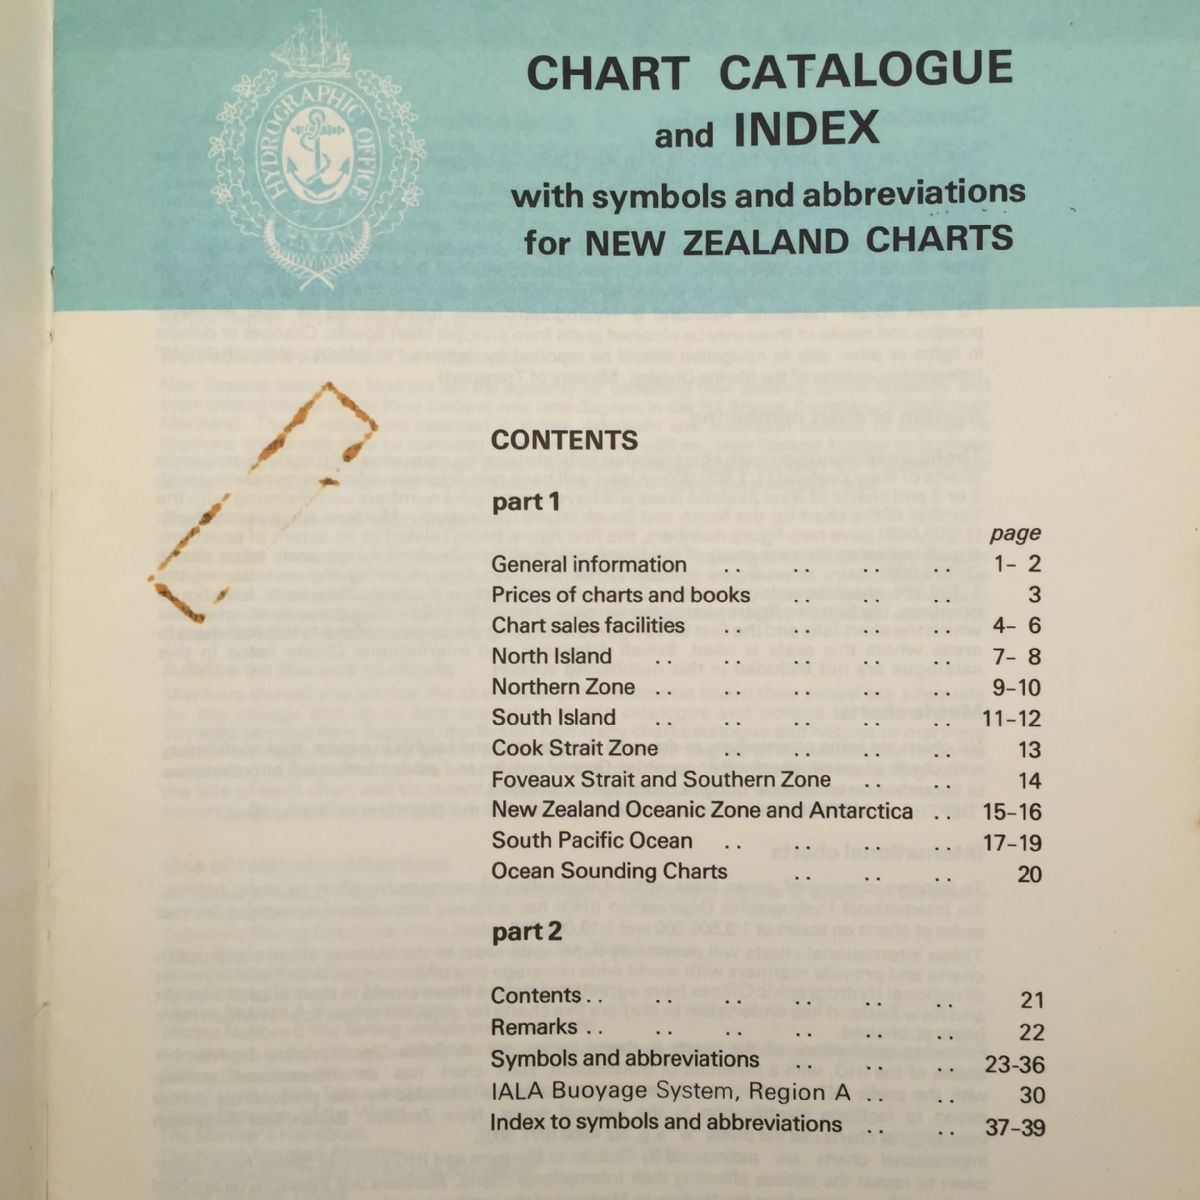 HYDROGRAPHIC OFFICE
R.N.Z.N.
CHART CATALOGUE
and INDEX
with symbols and abbreviations
for NEW ZEALAND CHARTS
CONTENTS
part 1
page
General information .. .. .. .. 1– 2
Prices of charts and books .. .. .. 3
Chart sales facilities .. .. .. .. 4– 6
North Island .. .. .. .. .. 7– 8
Northern Zone .. .. .. .. .. 9–10
South Island .. .. .. .. .. 11–12
Cook Strait Zone .. .. .. .. 13
Foveaux Strait and Southern Zone .. .. 14
New Zealand Oceanic Zone and Antarctica .. 15–16
South Pacific Ocean .. .. .. .. 17–19
Ocean Sounding Charts .. .. .. 20
part 2
Contents .. .. .. .. .. .. 21
Remarks .. .. .. .. .. .. 22
Symbols and abbreviations .. .. .. 23-36
IALA Buoyage System, Region A .. .. 30
Index to symbols and abbreviations .. .. 37–39